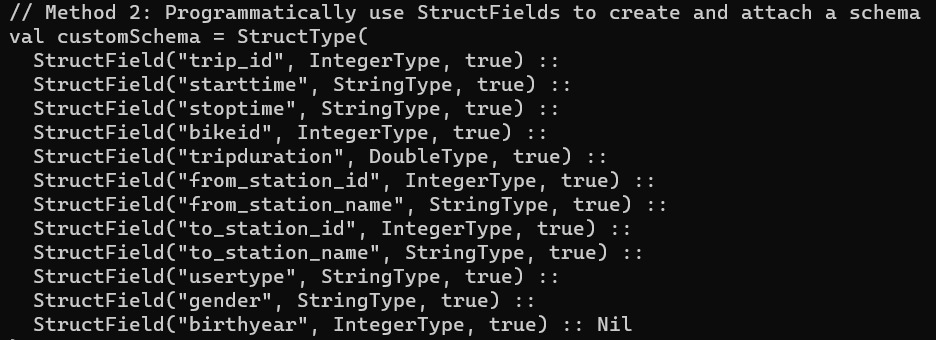 // Method 2: Programmatically use StructFields to create and attach a schema
val customSchema = StructType(
  StructField("trip_id", IntegerType, true) ::
  StructField("starttime", StringType, true) ::
  StructField("stoptime", StringType, true) ::
  StructField("bikeid", IntegerType, true) ::
  StructField("tripduration", DoubleType, true) ::
  StructField("from_station_id", IntegerType, true) ::
  StructField("from_station_name", StringType, true) ::
  StructField("to_station_id", IntegerType, true) ::
  StructField("to_station_name", StringType, true) ::
  StructField("usertype", StringType, true) ::
  StructField("gender", StringType, true) ::
  StructField("birthyear", IntegerType, true) :: Nil